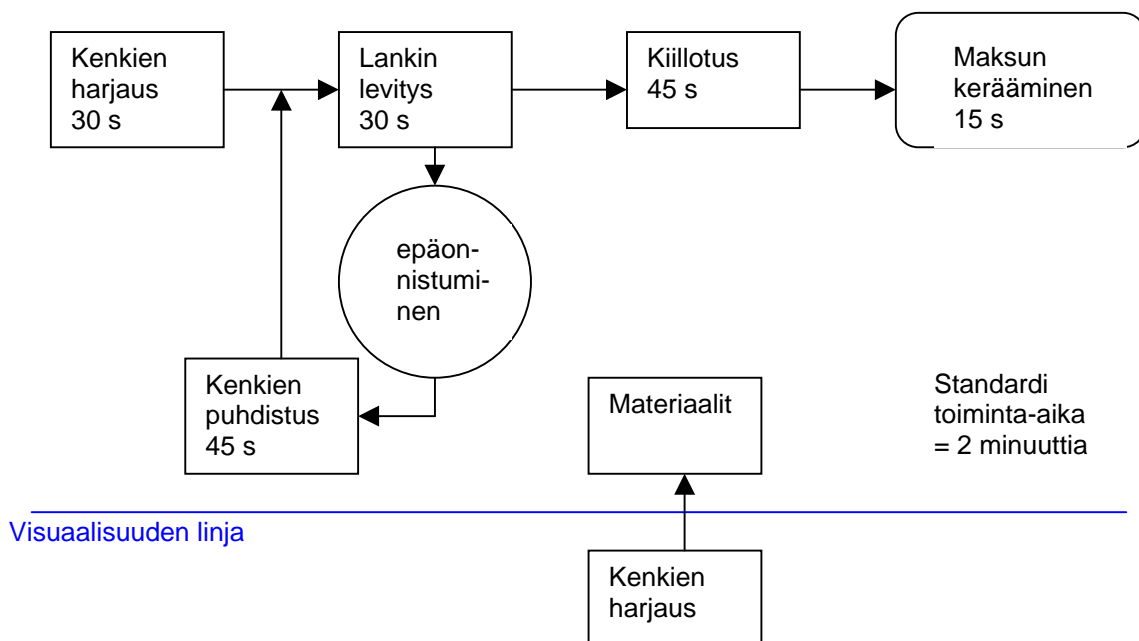 Kenkien
harjaus
30 s
Lankin
levitys
30 s
Kiillotus
45 s
Maksun
kerääminen
15 s
epäon-
nistumi-
nen
Kenkien
puhdistus
45 s
Materiaalit
Standardi
toiminta-aika
= 2 minuuttia
Visuaalisuuden linja
Kenkien
harjaus